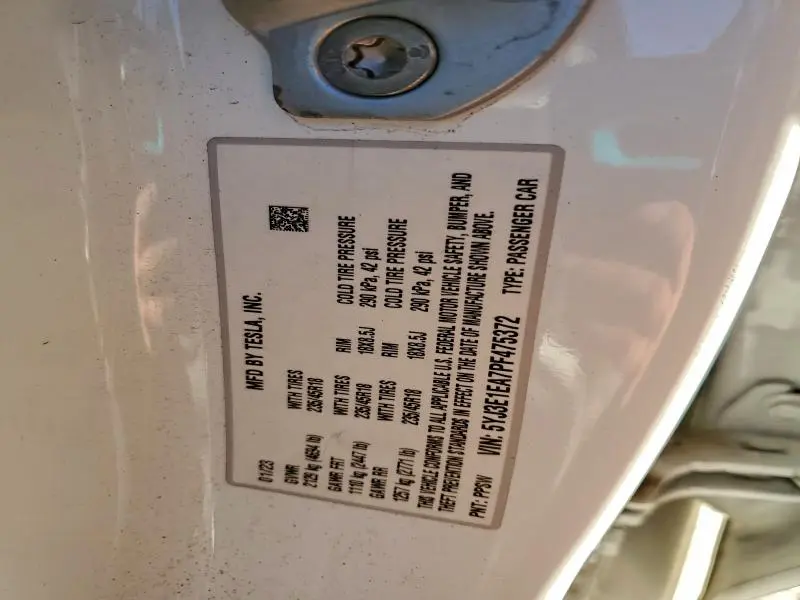 MFD BY TESLA, INC.
01/23
GVWR WITH TIRES RIM COLD TIRE PRESSURE
2129 kg (4694 lb) 235/45R18 18X8.5J 290 kPa, 42 psi
GAWR FRT WITH TIRES RIM COLD TIRE PRESSURE
1110 kg (2447 lb) 235/45R18 18X8.5J 290 kPa, 42 psi
GAWR RR WITH TIRES
1257 kg (2771 lb) 235/45R18
THIS VEHICLE CONFORMS TO ALL APPLICABLE U.S. FEDERAL MOTOR VEHICLE SAFETY, BUMPER, AND
THEFT PREVENTION STANDARDS IN EFFECT ON THE DATE OF MANUFACTURE SHOWN ABOVE.
PNT: PPSW VIN: 5YJ3E1EA7PF475372 TYPE: PASSENGER CAR